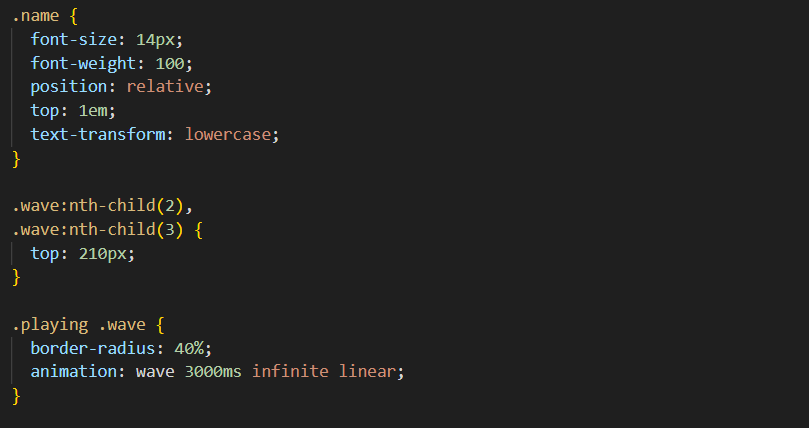 .name {
  font-size: 14px;
  font-weight: 100;
  position: relative;
  top: 1em;
  text-transform: lowercase;
}

.wave:nth-child(2),
.wave:nth-child(3) {
  top: 210px;
}

.playing .wave {
  border-radius: 40%;
  animation: wave 3000ms infinite linear;
}